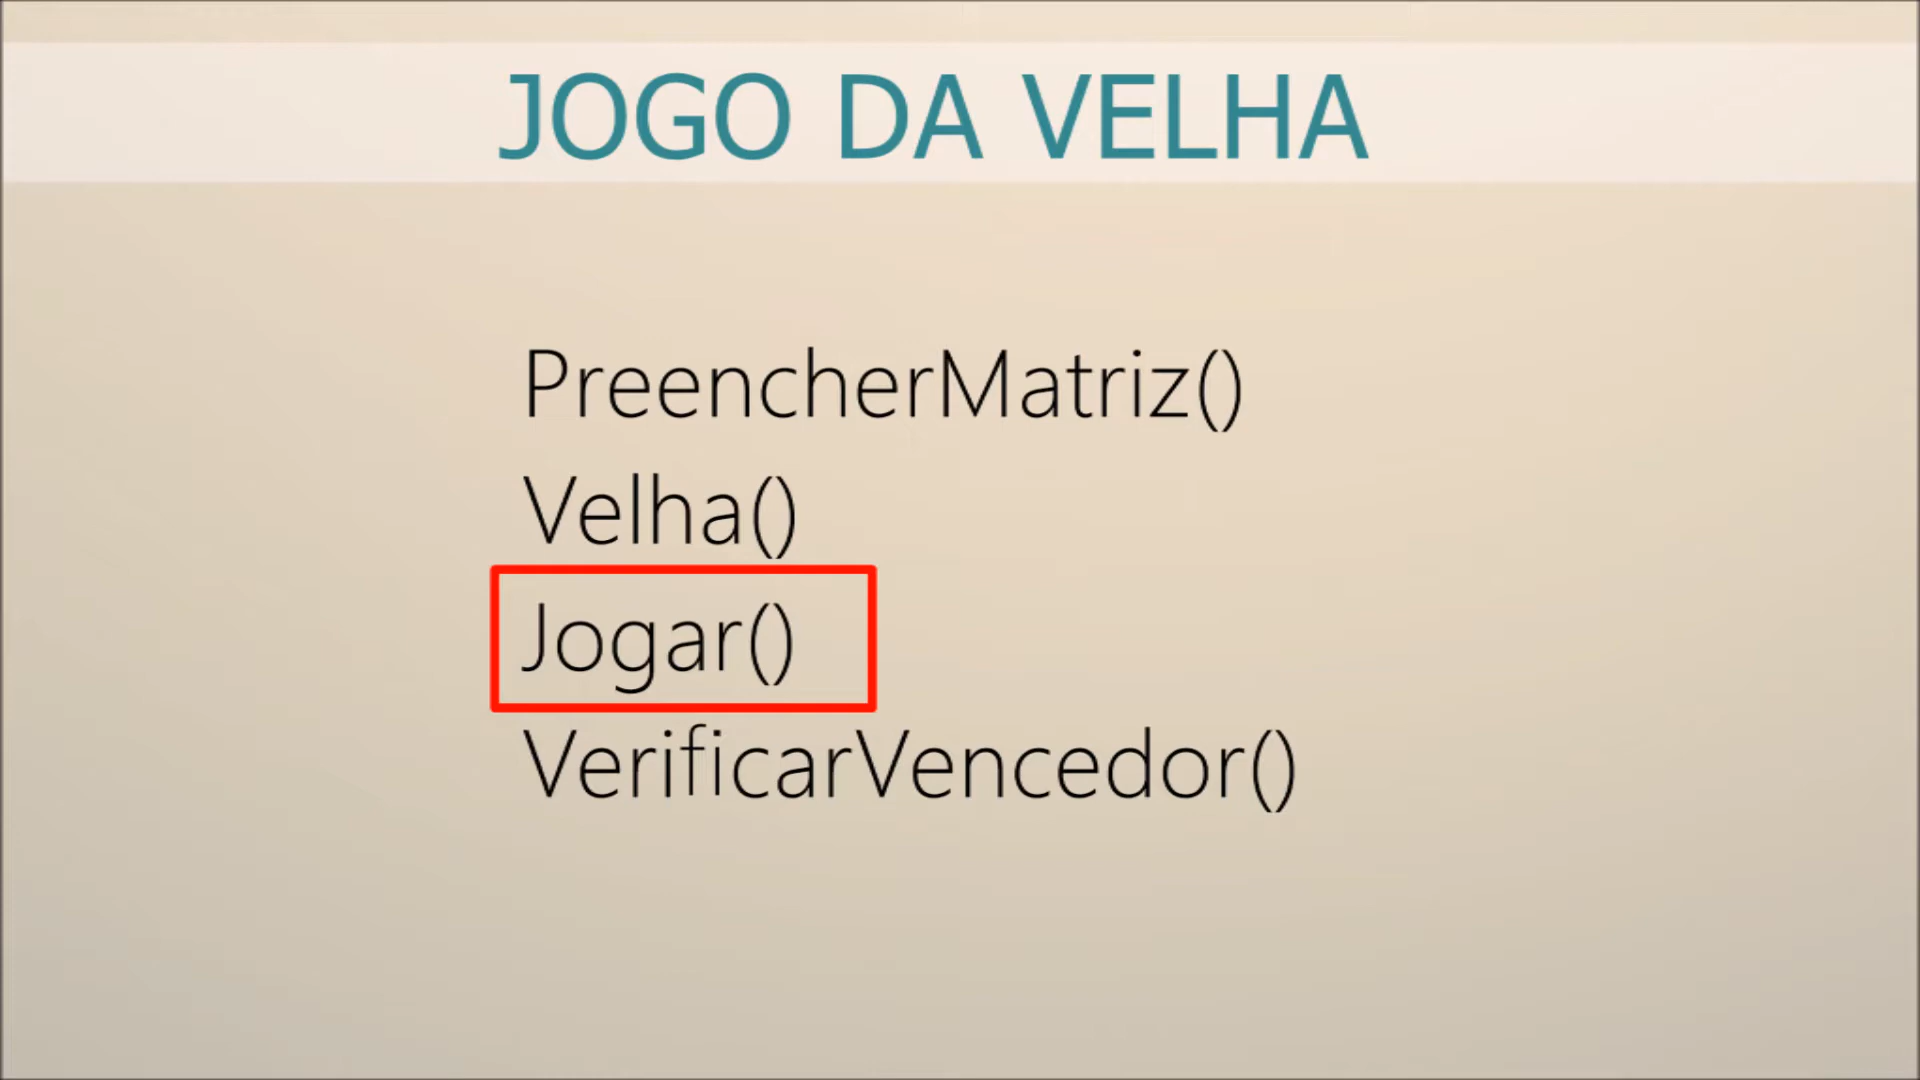 JOGO DA VELHA
PreencherMatriz()
Velha()
Jogar()
VerificarVencedor()